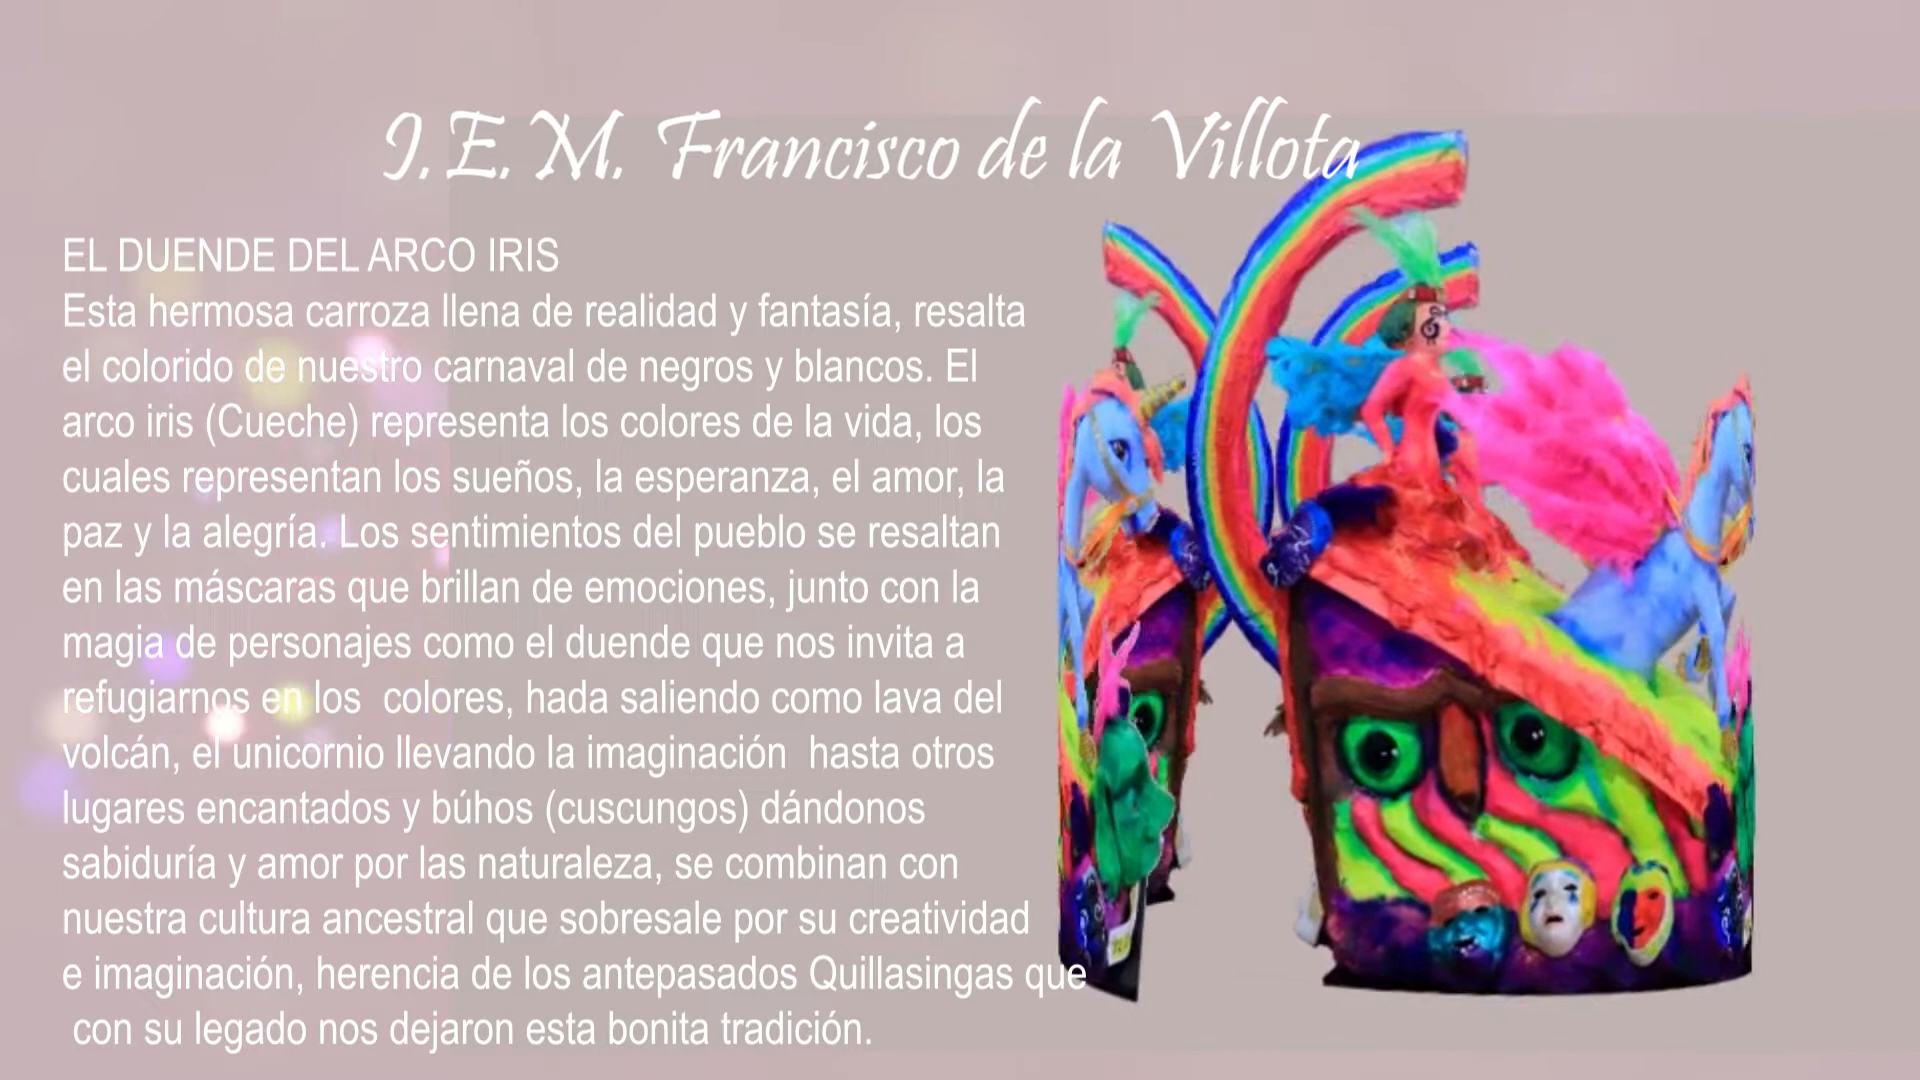 I. E. M. Francisco de la Villota
EL DUENDE DEL ARCO IRIS
Esta hermosa carroza llena de realidad y fantasía, resalta
el colorido de nuestro carnaval de negros y blancos. El
arco iris (Cueche) representa los colores de la vida, los
cuales representan los sueños, la esperanza, el amor, la
paz y la alegría. Los sentimientos del pueblo se resaltan
en las máscaras que brillan de emociones, junto con la
magia de personajes como el duende que nos invita a
refugiarnos en los  colores, hada saliendo como lava del
volcán, el unicornio llevando la imaginación  hasta otros
lugares encantados y búhos (cuscungos) dándonos
sabiduría y amor por las naturaleza, se combinan con
nuestra cultura ancestral que sobresale por su creatividad
e imaginación, herencia de los antepasados Quillasingas que
con su legado nos dejaron esta bonita tradición.